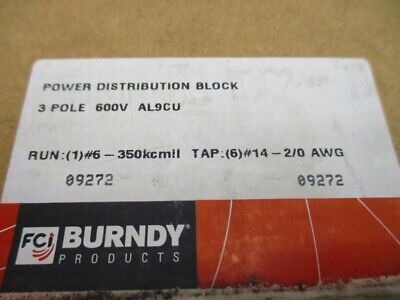 POWER DISTRIBUTION BLOCK
3 POLE 600V AL9CU
RUN:(1)#6-350kcmil TAP:(6)#14-2/0 AWG
09272 09272
FCi BURNDY®
PRODUCTS